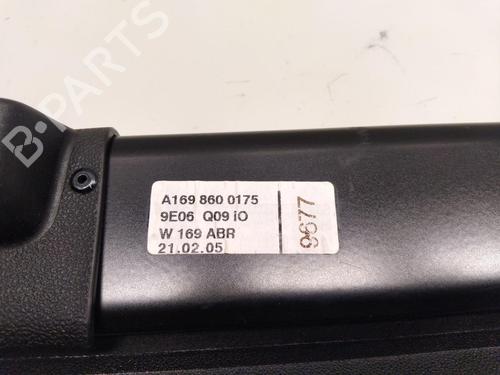 B-PARTS
A169 860 0175
9E06 Q09 iO
W 169 ABR
21.02.05
9677